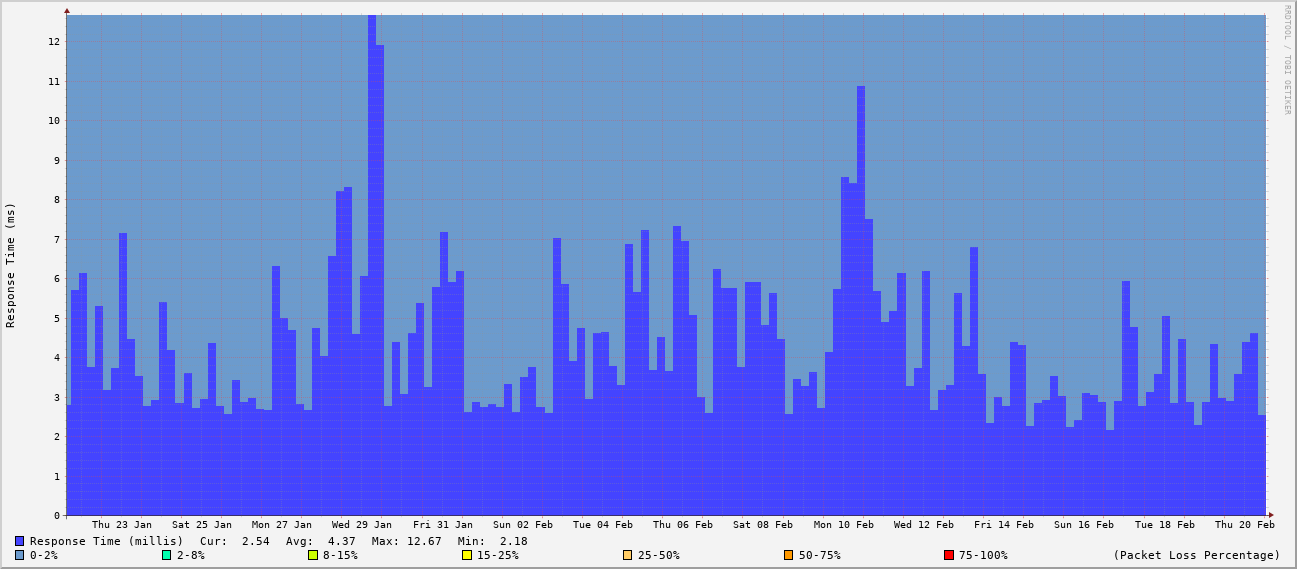 RRDTOOL / TOBI OETIKER
Response Time (ms)
12
11
10
9
8
7
6
5
4
3
2
1
0
Thu 23 Jan Sat 25 Jan Mon 27 Jan Wed 29 Jan Fri 31 Jan Sun 02 Feb Tue 04 Feb Thu 06 Feb Sat 08 Feb Mon 10 Feb Wed 12 Feb Fri 14 Feb Sun 16 Feb Tue 18 Feb Thu 20 Feb
Response Time (millis) Cur: 2.54 Avg: 4.37 Max: 12.67 Min: 2.18
0-2% 2-8% 8-15% 15-25% 25-50% 50-75% 75-100% (Packet Loss Percentage)